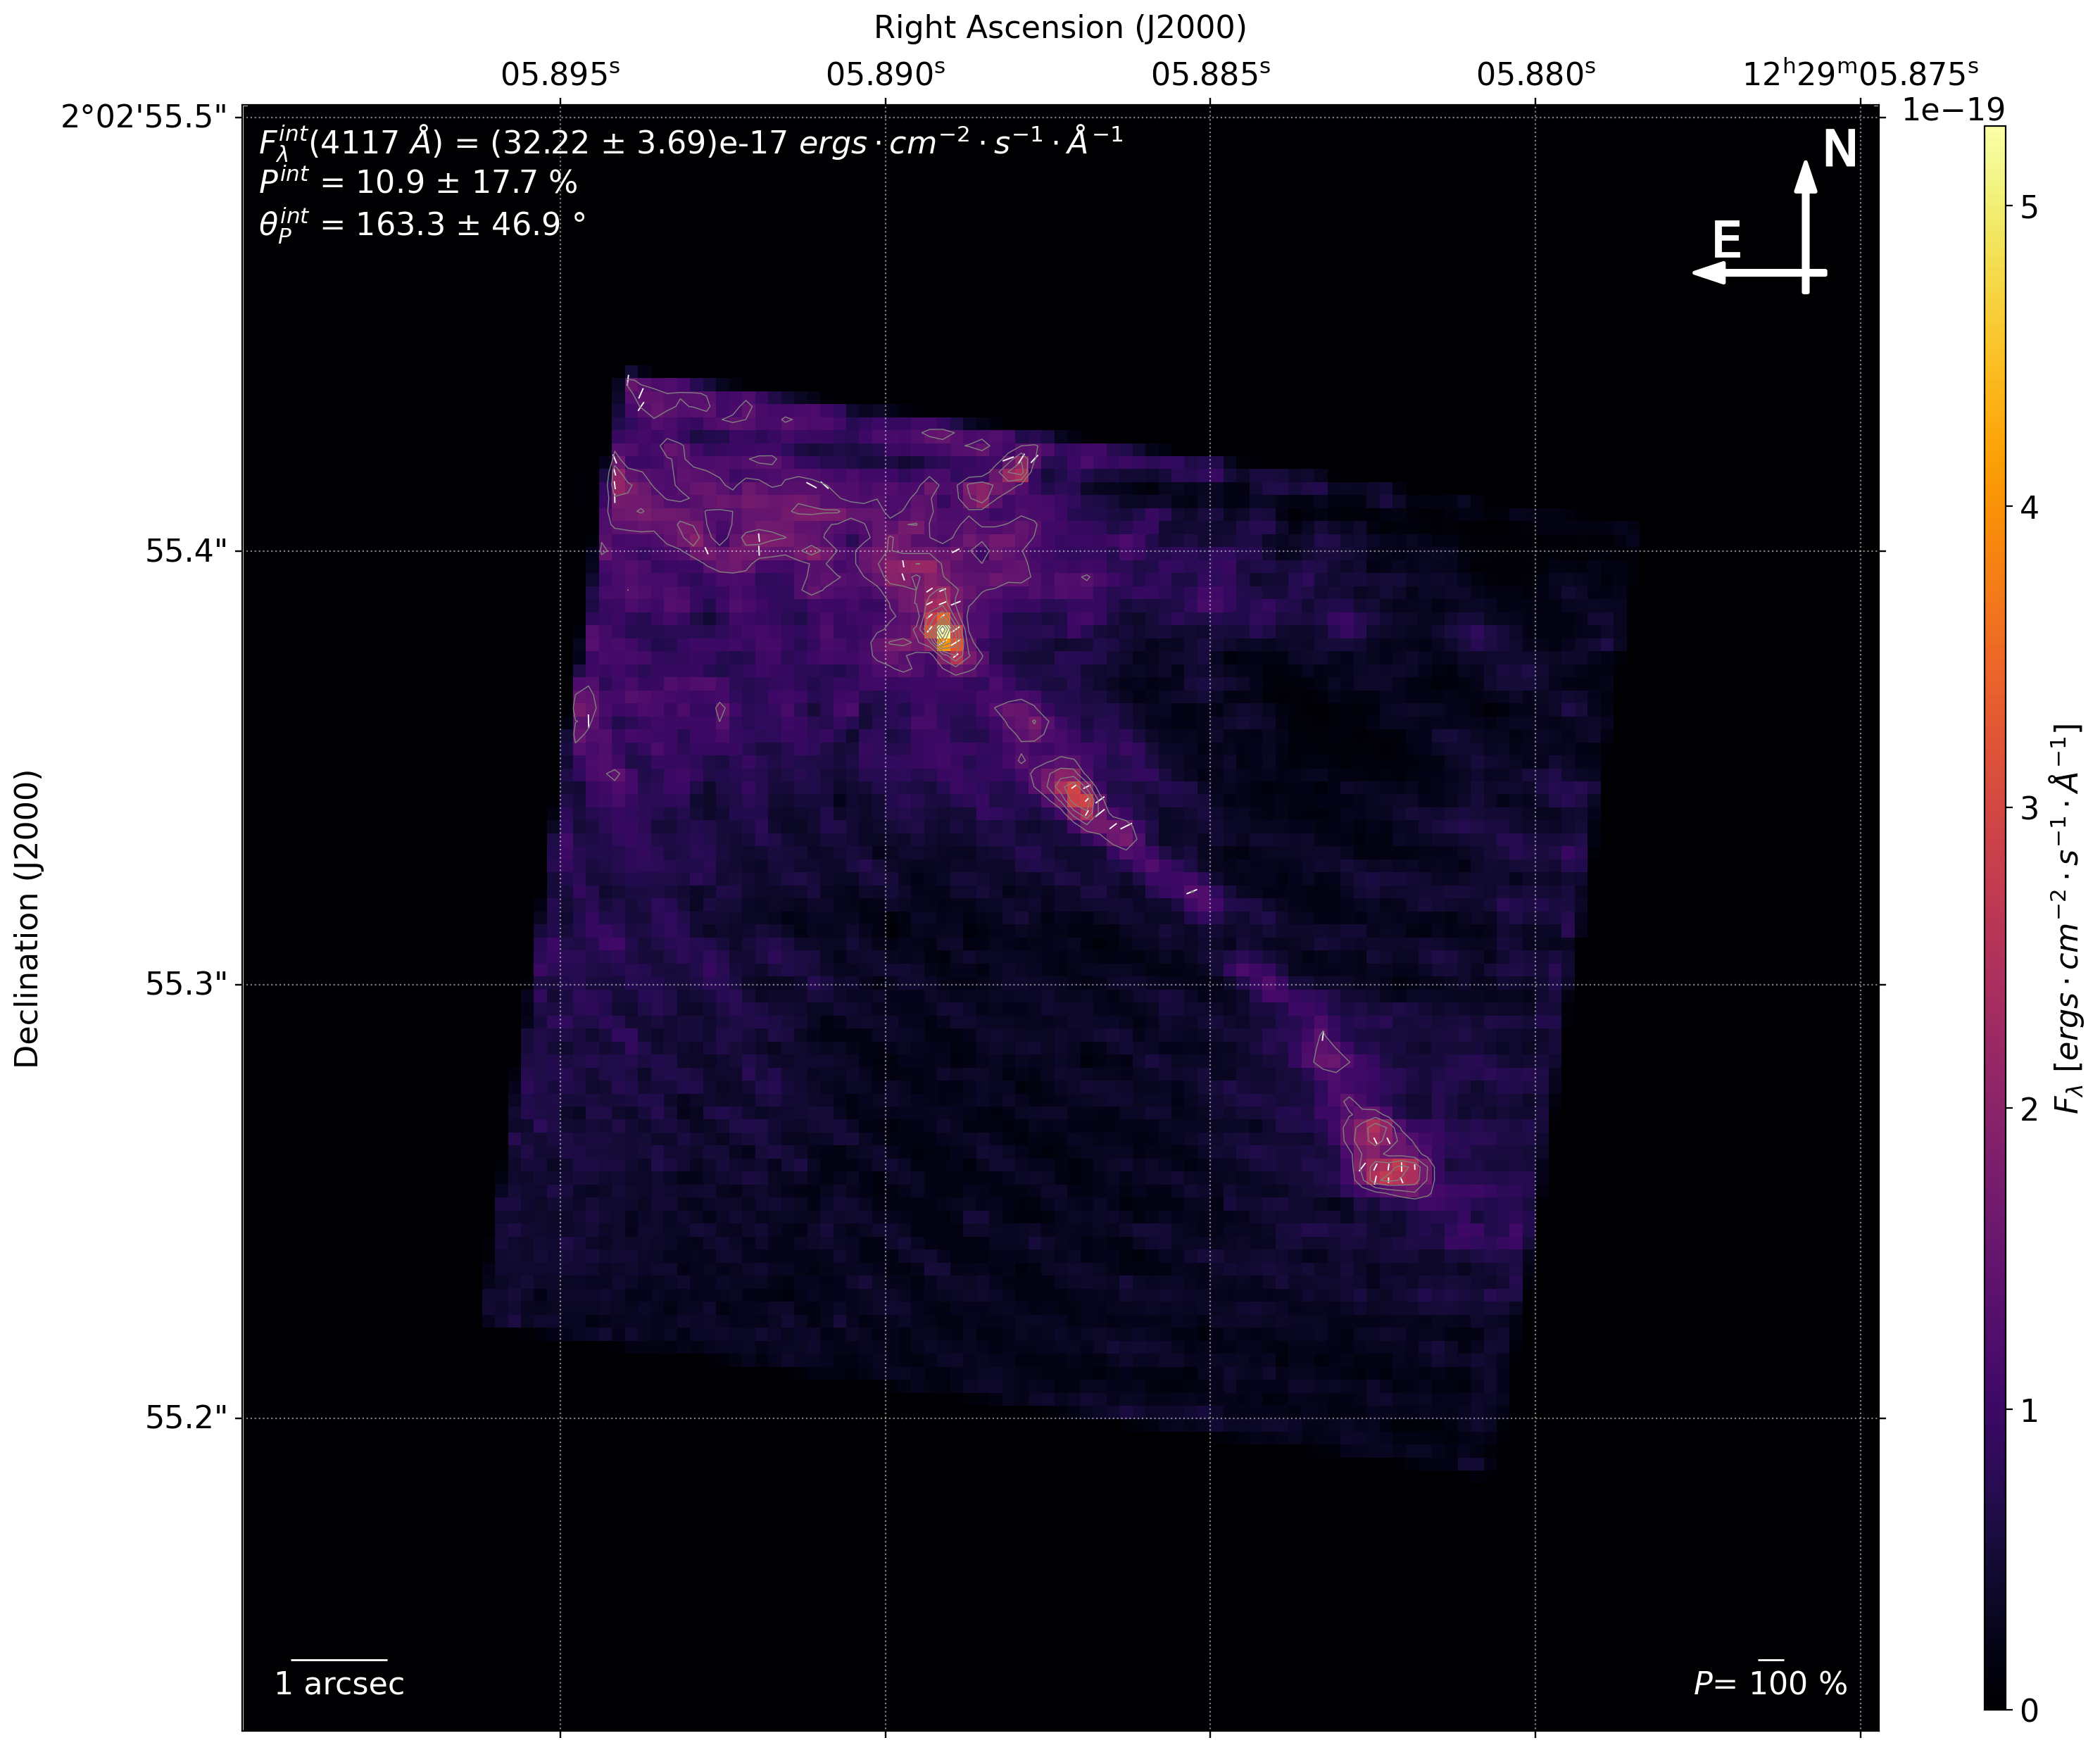 Right Ascension (J2000)
05.895ˢ 05.890ˢ 05.885ˢ 05.880ˢ 12ʰ29ᵐ05.875ˢ
2°02'55.5"
55.4"
55.3"
55.2"
Declination (J2000)
F_λ^int(4117 Å) = (32.22 ± 3.69)e-17 ergs · cm⁻² · s⁻¹ · Å⁻¹
P^int = 10.9 ± 17.7 %
θ_P^int = 163.3 ± 46.9 °
N
E
1 arcsec
P= 100 %
1e−19
5
4
3
2
1
0
F_λ [ergs · cm⁻² · s⁻¹ · Å⁻¹]